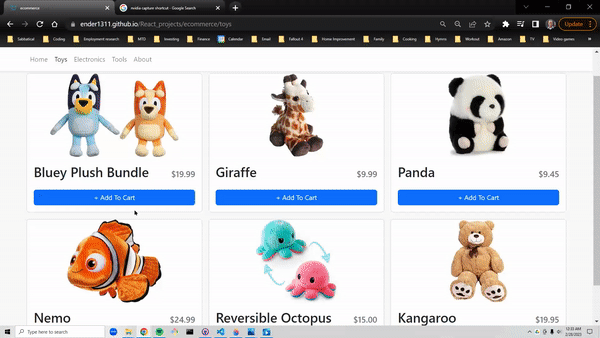 ecommerce
nvidia capture shortcut - Google Search
ender1311.github.io/React_projects/ecommerce/toys
Update
Sabbatical
Coding
Employment research
MTD
Investing
Finance
Calendar
Email
Fallout 4
Home Improvement
Family
Cooking
Hymns
Workout
Amazon
TV
Video games
Home Toys Electronics Tools About
Bluey Plush Bundle $19.99
+ Add To Cart
Giraffe $9.99
+ Add To Cart
Panda $9.45
+ Add To Cart
Nemo $24.99
Reversible Octopus $15.00
Kangaroo $19.95
Type here to search
12:33 AM
2/28/2023